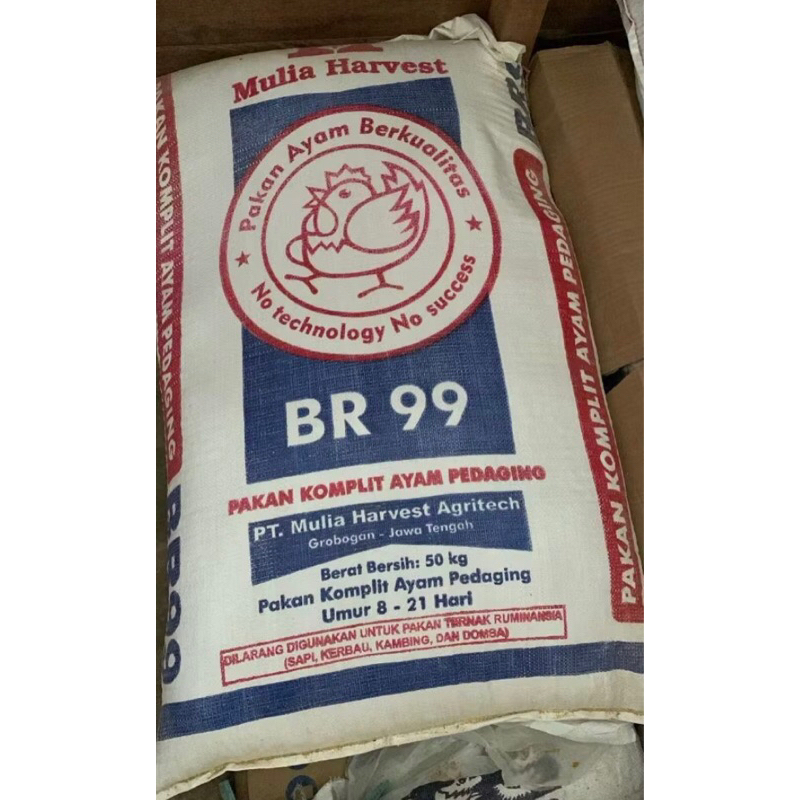 Mulia Harvest
Pakan Ayam Berkualitas
No technology No success
BR 99
PAKAN KOMPLIT AYAM PEDAGING
PT. Mulia Harvest Agritech
Grobogan - Jawa Tengah
Berat Bersih: 50 kg
Pakan Komplit Ayam Pedaging
Umur 8 - 21 Hari
DILARANG DIGUNAKAN UNTUK PAKAN TERNAK RUMINANSIA
(SAPI, KERBAU, KAMBING, DAN DOMBA)
PAKAN KOMPLIT AYAM PEDAGING
BR99
PAKAN KOMPLIT AYAM PEDAGING